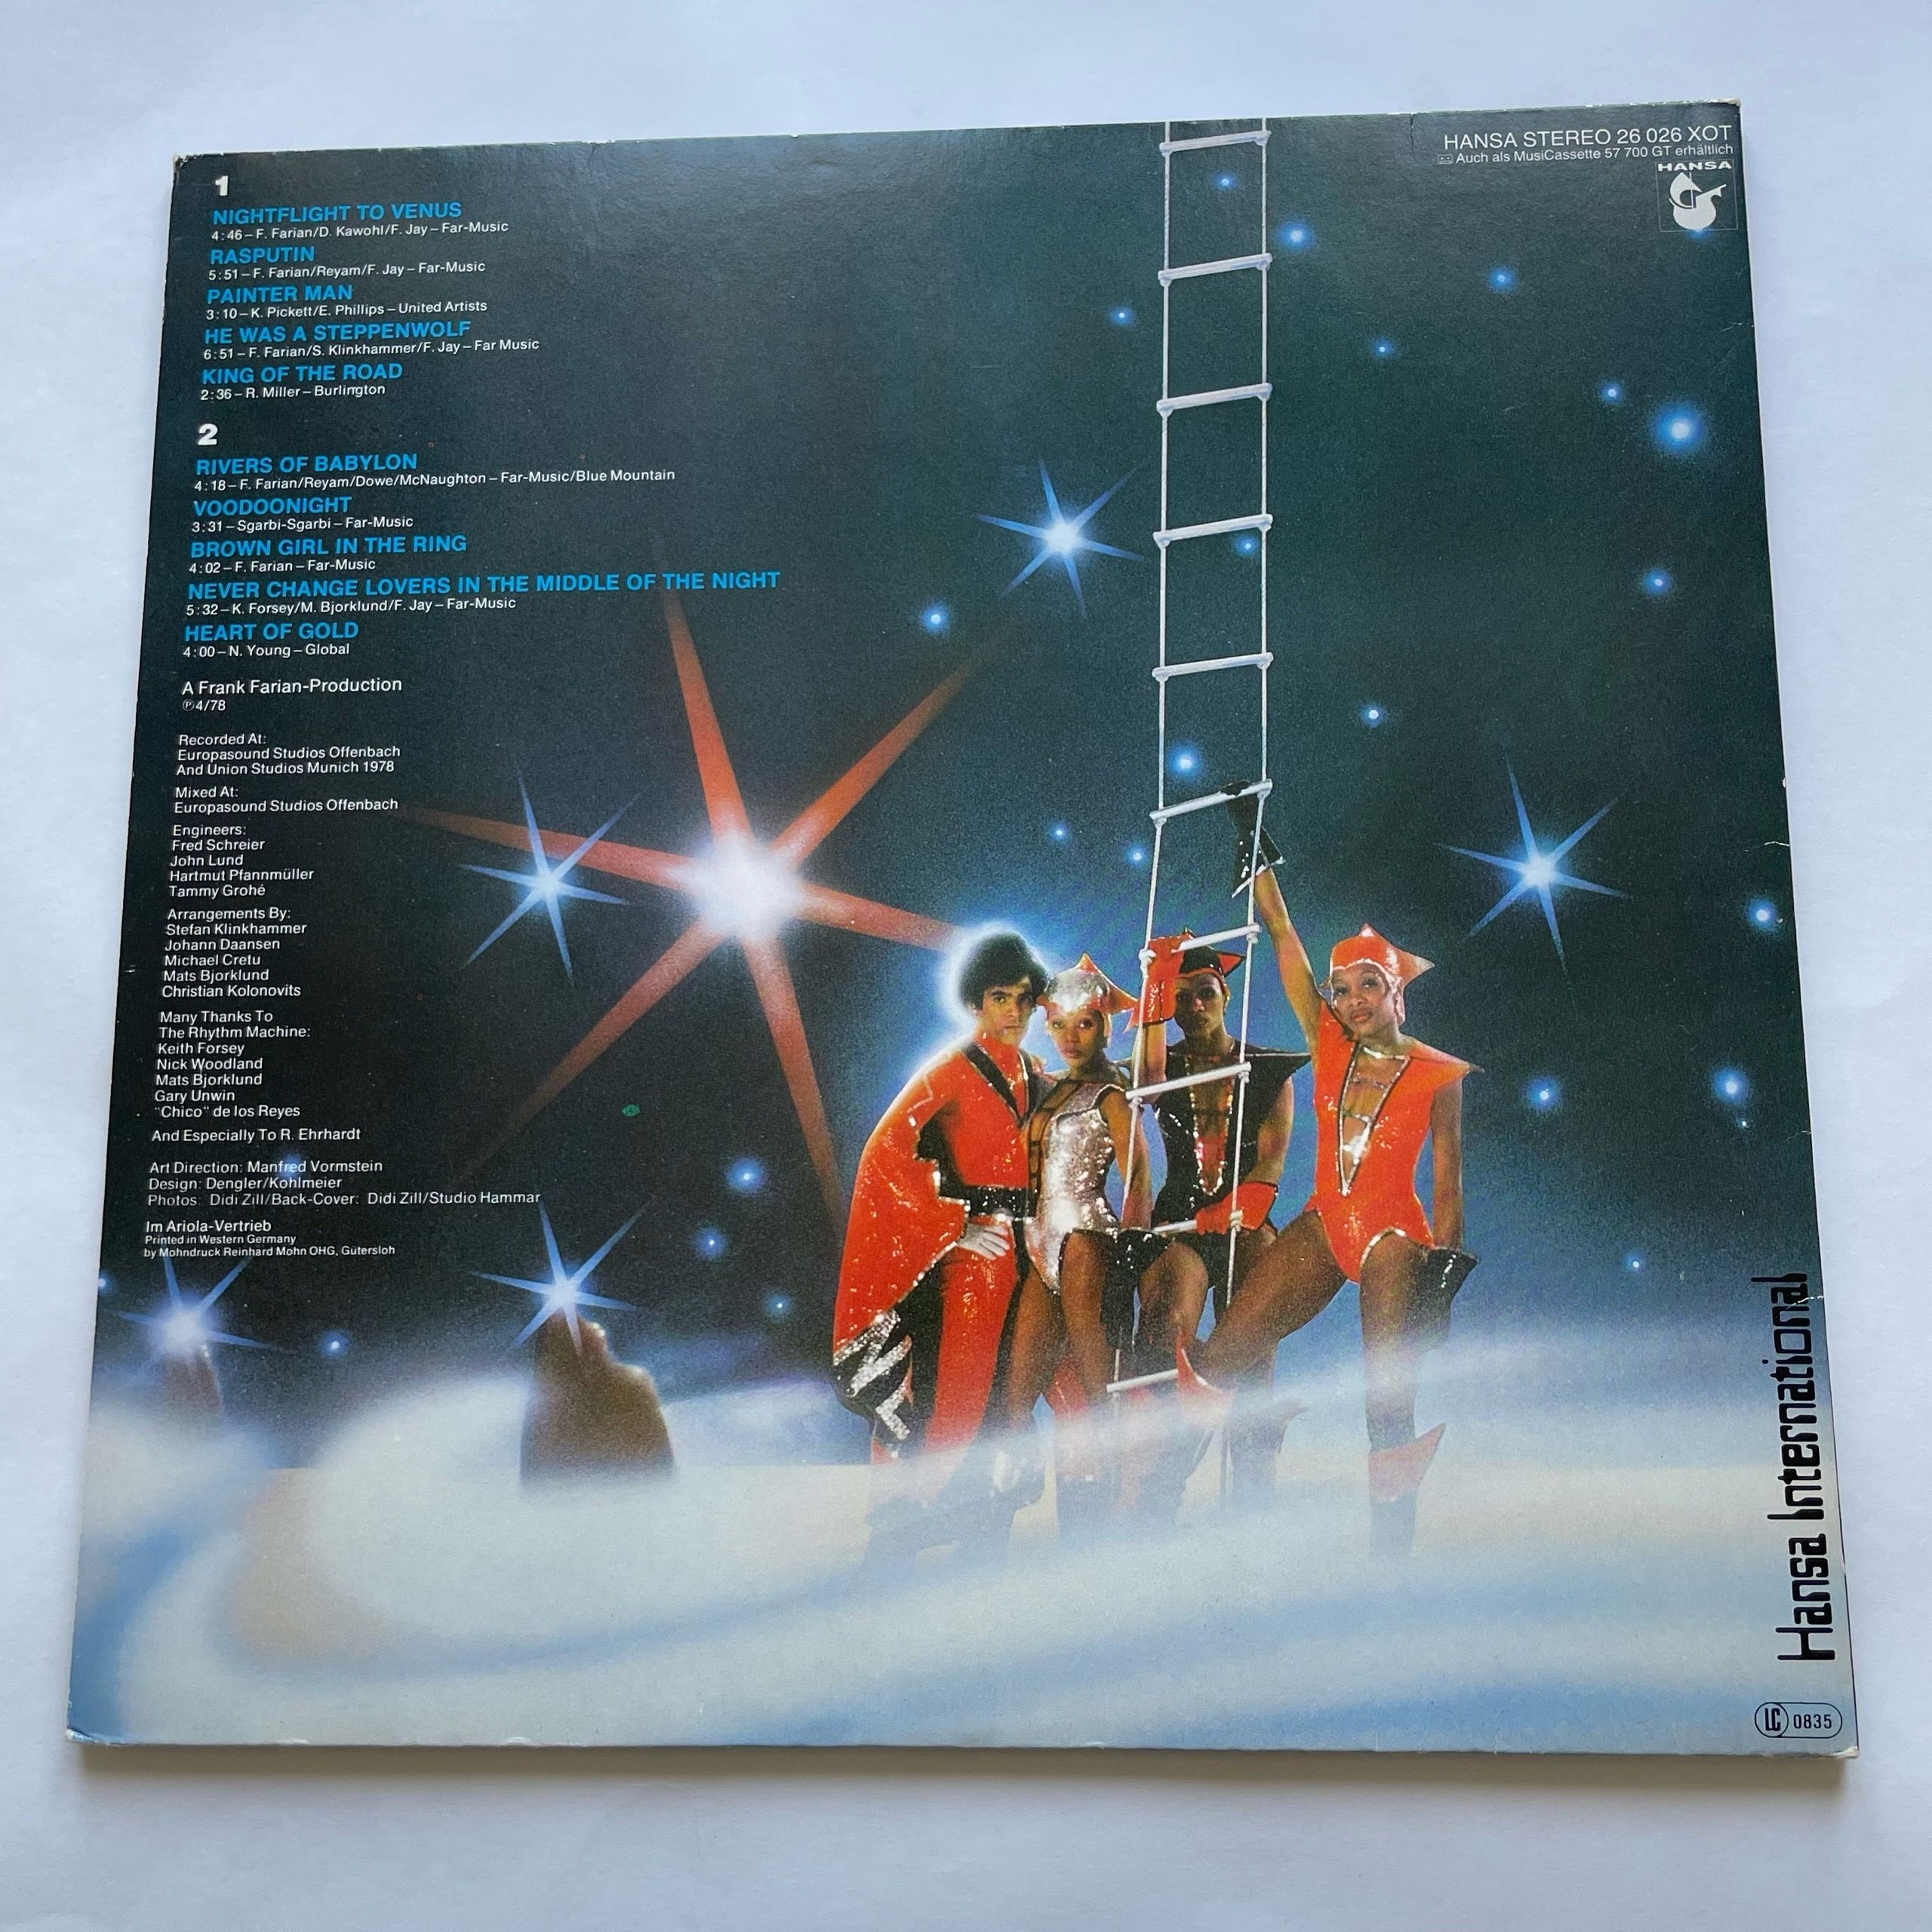 1
NIGHTFLIGHT TO VENUS
4:46 – F. Farian/D. Kawohl/F. Jay – Far-Music
RASPUTIN
5:51 – F. Farian/Reyam/F. Jay – Far-Music
PAINTER MAN
3:10 – K. Pickett/E. Phillips – United Artists
HE WAS A STEPPENWOLF
6:51 – F. Farian/S. Klinkhammer/F. Jay – Far Music
KING OF THE ROAD
2:36 – R. Miller – Burlington
2
RIVERS OF BABYLON
4:18 – F. Farian/Reyam/Dowe/McNaughton – Far-Music/Blue Mountain
VOODOONIGHT
3:31 – Sgarbi-Sgarbi – Far-Music
BROWN GIRL IN THE RING
4:02 – F. Farian – Far-Music
NEVER CHANGE LOVERS IN THE MIDDLE OF THE NIGHT
5:32 – K. Forsey/M. Bjorklund/F. Jay – Far-Music
HEART OF GOLD
4:00 – N. Young – Global
A Frank Farian-Production
℗ 4/78
Recorded At:
Europasound Studios Offenbach
And Union Studios Munich 1978
Mixed At:
Europasound Studios Offenbach
Engineers:
Fred Schreier
John Lund
Hartmut Pfannmüller
Tammy Grohé
Arrangements By:
Stefan Klinkhammer
Johann Daansen
Michael Cretu
Mats Bjorklund
Christian Kolonovits
Many Thanks To
The Rhythm Machine:
Keith Forsey
Nick Woodland
Mats Bjorklund
Gary Unwin
"Chico" de los Reyes
And Especially To R. Ehrhardt
Art Direction: Manfred Vormstein
Design: Dengler/Kohlmeier
Photos: Didi Zill/Back-Cover: Didi Zill/Studio Hammar
Im Ariola-Vertrieb
Printed in Western Germany
by Mohndruck Reinhard Mohn OHG, Gütersloh
HANSA STEREO 26 026 XOT
Auch als MusiCassette 57 700 GT erhältlich
HANSA
Hansa International
LC 0835